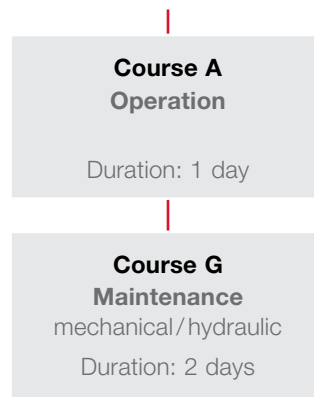 Course A
Operation
Duration: 1 day
Course G
Maintenance
mechanical/hydraulic
Duration: 2 days